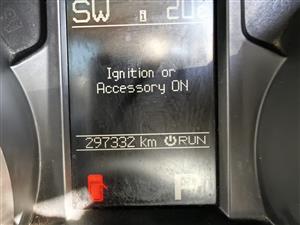 SW
Ignition or
Accessory ON
297332 km RUN
P